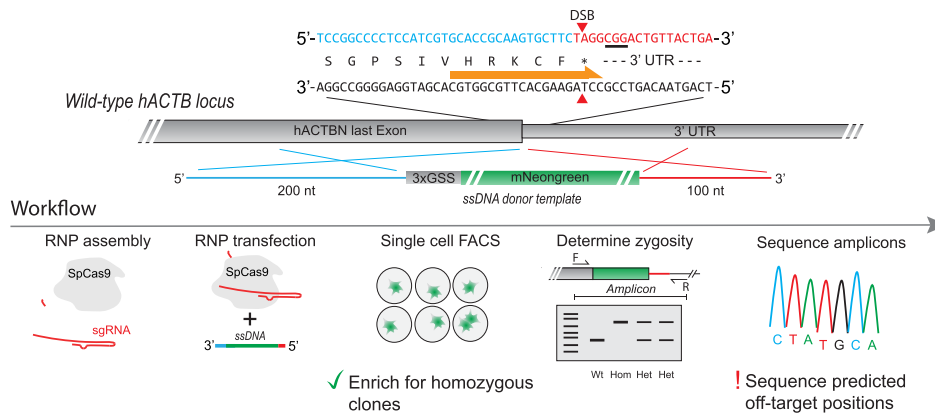 DSB
5'-TCCGGCCCCTCCATCGTGCACCGCAAGTGCTTCTAGGCGGACTGTTACTGA-3'
S G P S I V H R K C F * --- 3' UTR ---
3'-AGGCCGGGGAGGTAGCACGTGGCGTTCACGAAGATCCGCCTGACAATGACT-5'
Wild-type hACTB locus
hACTBN last Exon
3' UTR
5'
200 nt
3xGSS
mNeongreen
100 nt
3'
ssDNA donor template
Workflow
RNP assembly
RNP transfection
Single cell FACS
Determine zygosity
Sequence amplicons
SpCas9
sgRNA
SpCas9
+
ssDNA
3'
5'
F
R
Amplicon
Wt Hom Het Het
C T A T G C A
Enrich for homozygous
clones
! Sequence predicted
off-target positions